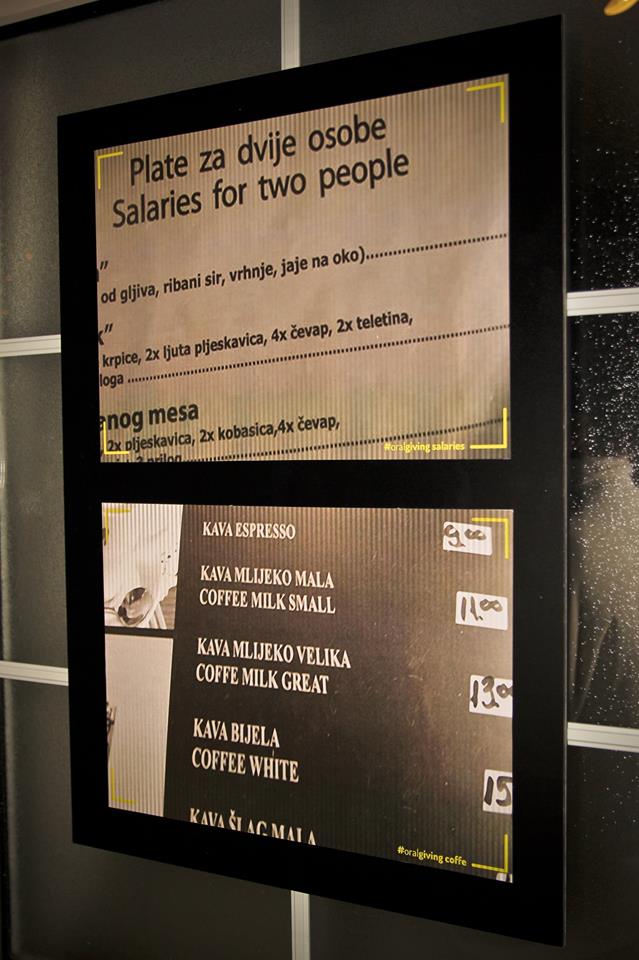 Plate za dvije osobe
Salaries for two people
”
od gljiva, ribani sir, vrhnje, jaje na oko)
k”
krpice, 2x ljuta pljeskavica, 4x čevap, 2x teletina,
loga
enog mesa
2x pljeskavica, 2x kobasica,4x čevap,
2 prilog
#oralgiving salaries
KAVA ESPRESSO 9,00
KAVA MLIJEKO MALA
COFFEE MILK SMALL 11,00
KAVA MLIJEKO VELIKA
COFFE MILK GREAT 13,00
KAVA BIJELA
COFFEE WHITE 15
KAVA ŠLAG MALA
#oralgiving coffe